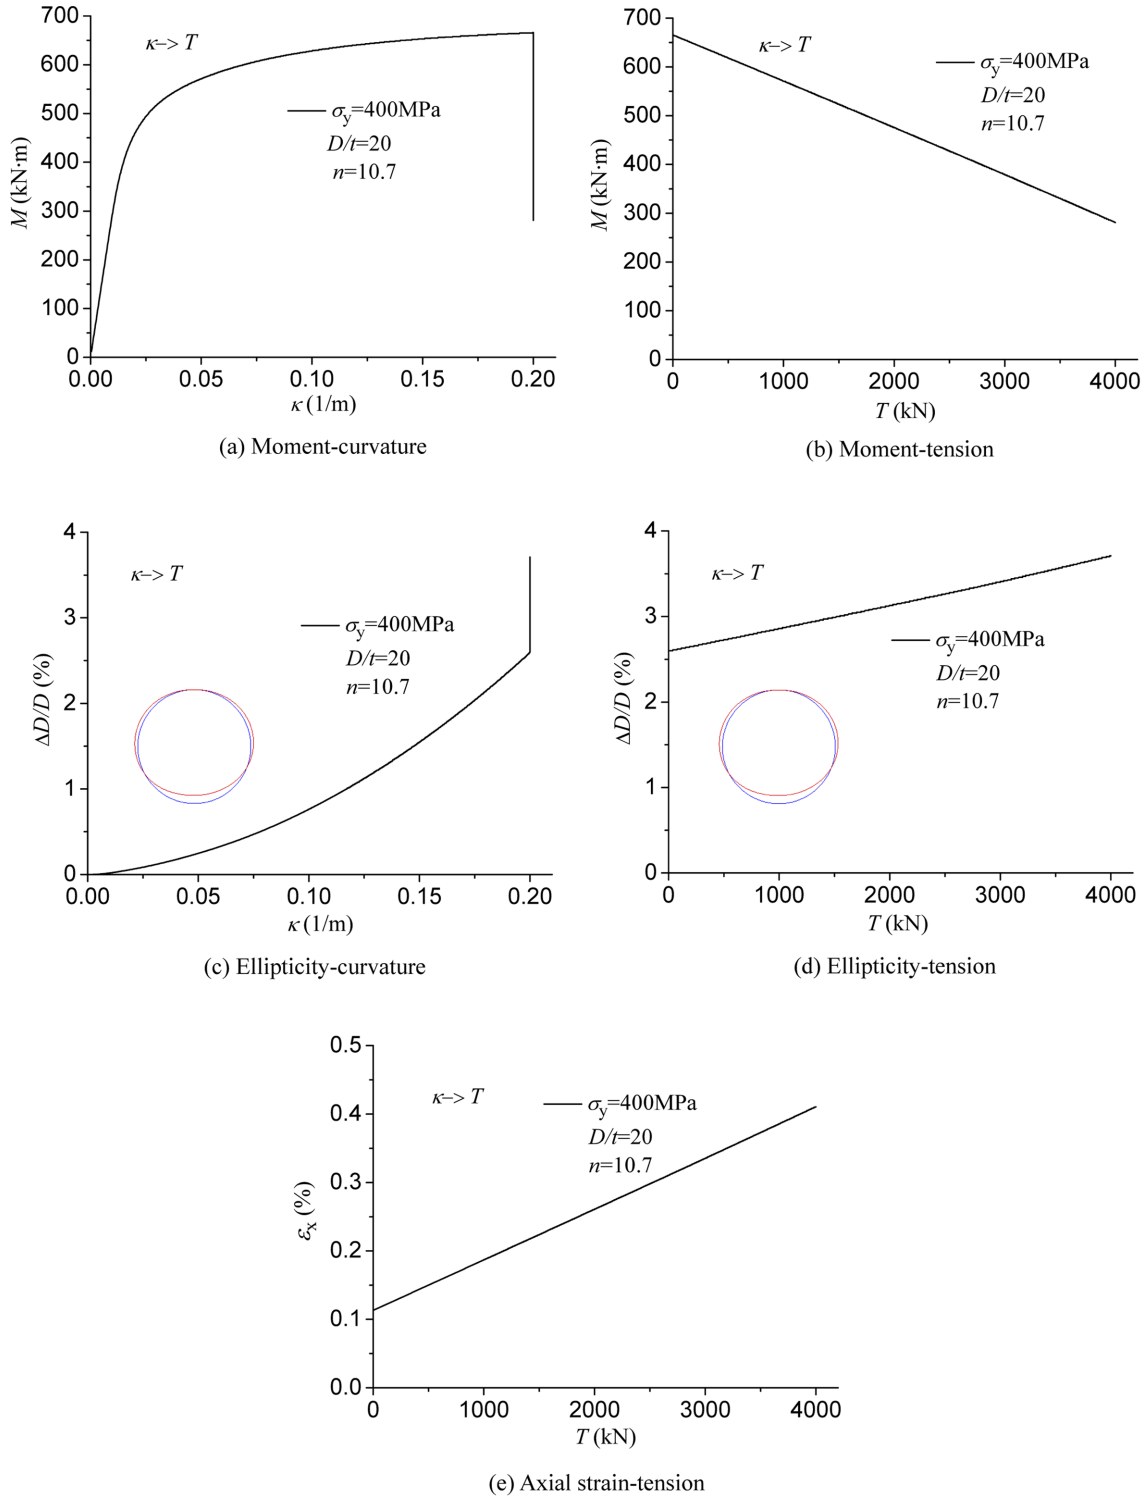 700
600
500
400
300
200
100
0
M (kN·m)
κ–> T
σy=400MPa
D/t=20
n=10.7
0.00 0.05 0.10 0.15 0.20
κ (1/m)
(a) Moment-curvature
700
600
500
400
300
200
100
0
M (kN·m)
κ–> T
σy=400MPa
D/t=20
n=10.7
0 1000 2000 3000 4000
T (kN)
(b) Moment-tension
4
3
2
1
0
ΔD/D (%)
κ–> T
σy=400MPa
D/t=20
n=10.7
0.00 0.05 0.10 0.15 0.20
κ (1/m)
(c) Ellipticity-curvature
4
3
2
1
0
ΔD/D (%)
κ–> T
σy=400MPa
D/t=20
n=10.7
0 1000 2000 3000 4000
T (kN)
(d) Ellipticity-tension
0.5
0.4
0.3
0.2
0.1
0.0
εx (%)
κ–> T
σy=400MPa
D/t=20
n=10.7
0 1000 2000 3000 4000
T (kN)
(e) Axial strain-tension